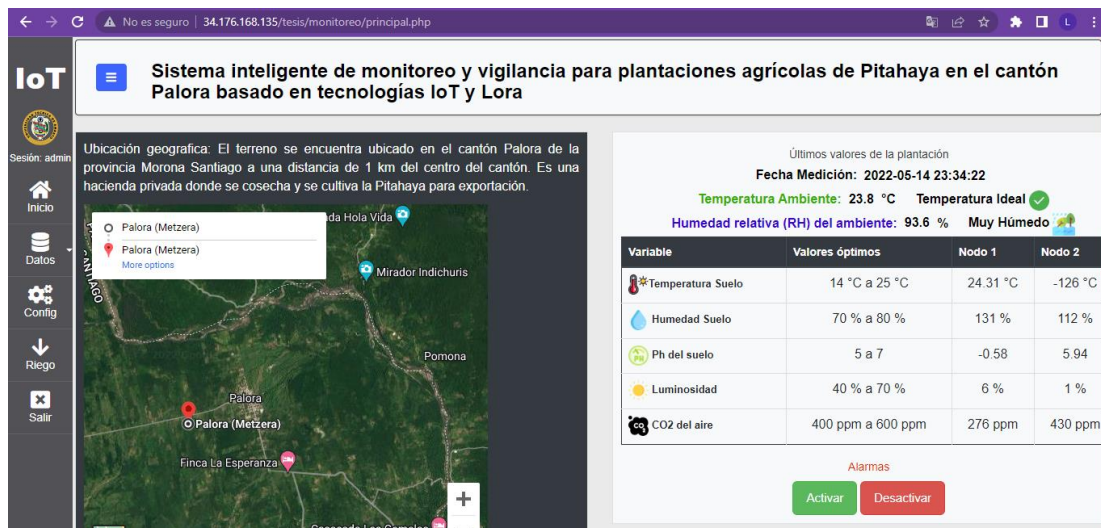 No es seguro | 34.176.168.135/tesis/monitoreo/principal.php
L
IoT
Sesión: admin
Inicio
Datos
Config
Riego
Salir
Sistema inteligente de monitoreo y vigilancia para plantaciones agrícolas de Pitahaya en el cantón
Palora basado en tecnologías IoT y Lora
Ubicación geografica: El terreno se encuentra ubicado en el cantón Palora de la
provincia Morona Santiago a una distancia de 1 km del centro del cantón. Es una
hacienda privada donde se cosecha y se cultiva la Pitahaya para exportación.
Palora (Metzera)
Palora (Metzera)
More options
da Hola Vida
SANTIAGO
Mirador Indichuris
Pomona
Palora
Palora (Metzera)
Finca La Esperanza
+
Últimos valores de la plantación
Fecha Medición: 2022-05-14 23:34:22
Temperatura Ambiente: 23.8 °C Temperatura Ideal
Humedad relativa (RH) del ambiente: 93.6 % Muy Húmedo
Variable Valores óptimos Nodo 1 Nodo 2
Temperatura Suelo 14 °C a 25 °C 24.31 °C -126 °C
Humedad Suelo 70 % a 80 % 131 % 112 %
PH Ph del suelo 5 a 7 -0.58 5.94
Luminosidad 40 % a 70 % 6 % 1 %
CO2 CO2 del aire 400 ppm a 600 ppm 276 ppm 430 ppm
Alarmas
Activar Desactivar